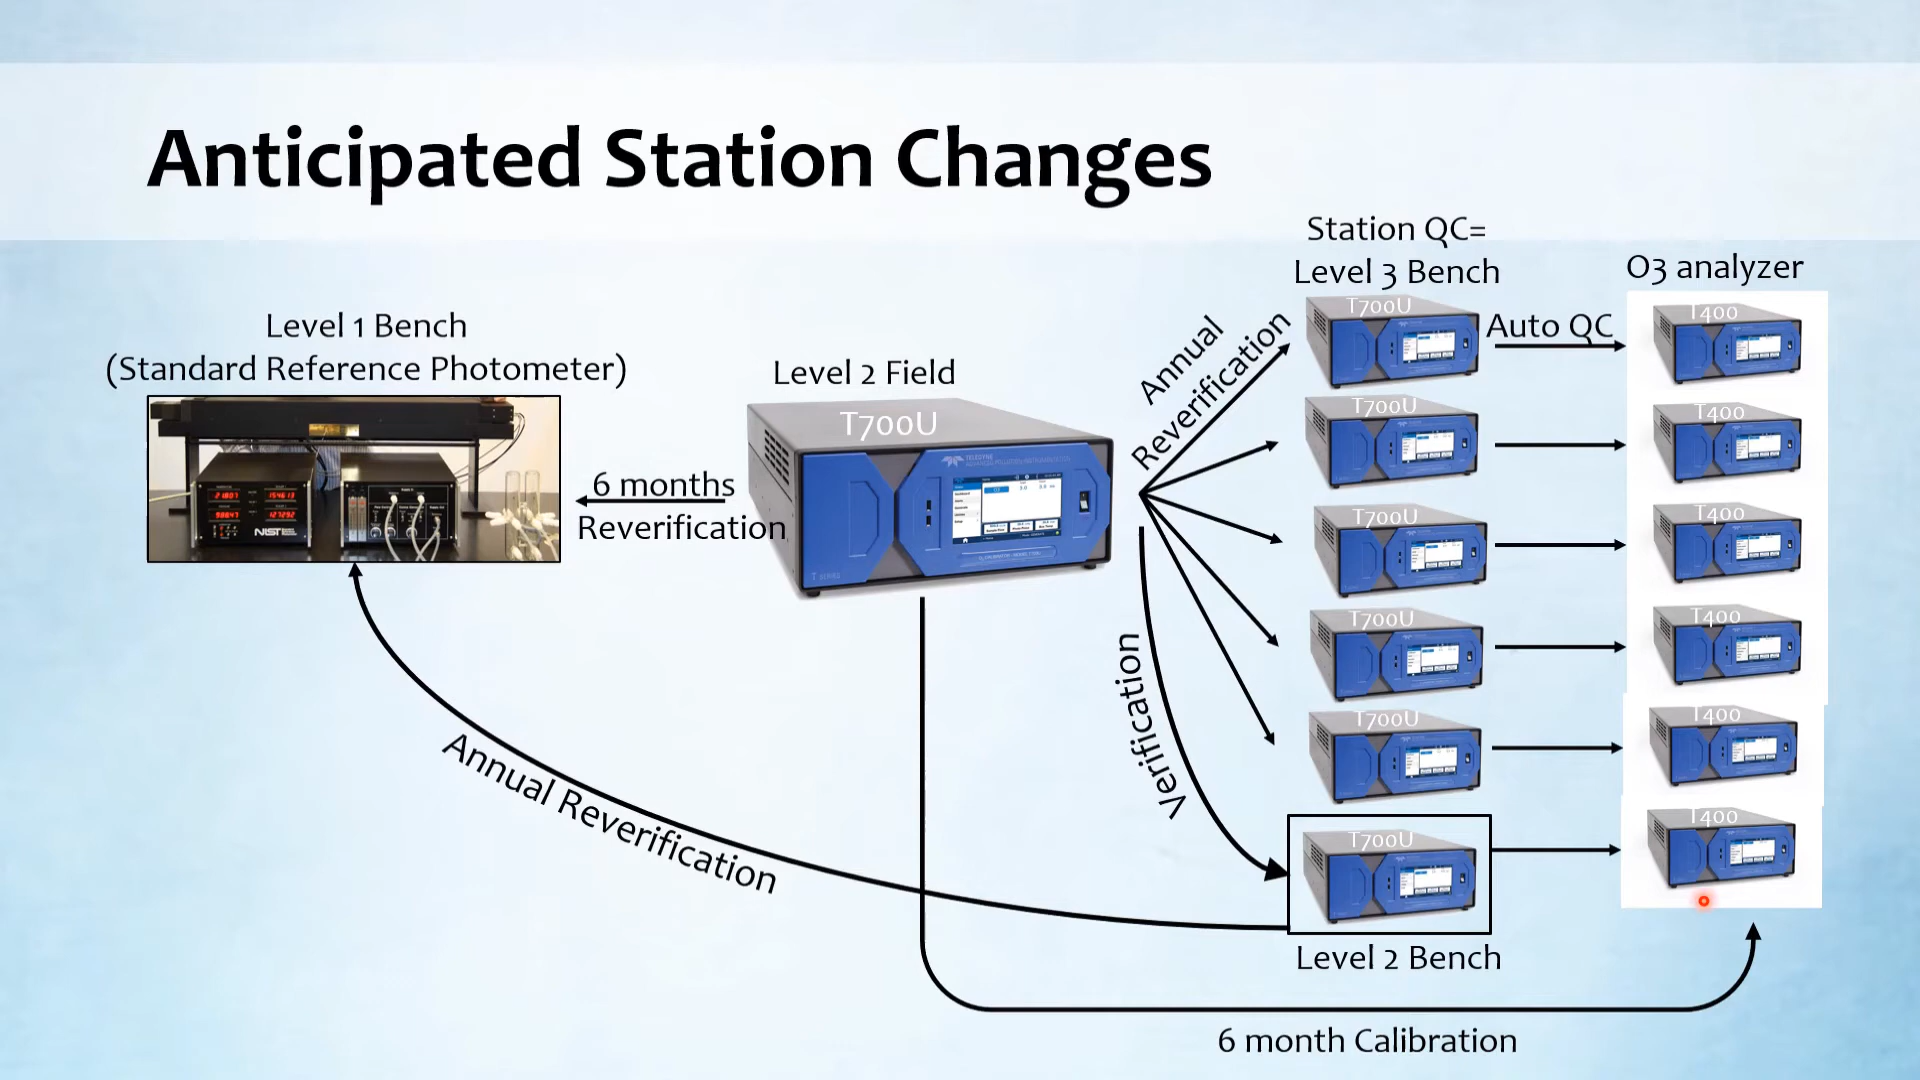 Anticipated Station Changes
Station QC=
Level 3 Bench
O3 analyzer
Level 1 Bench
(Standard Reference Photometer)
Level 2 Field
T700U
TELEDYNE
6 months
Reverification
Annual
Reverification
Auto QC
T700U
T700U
T700U
T700U
T700U
T700U
T400
T400
T400
T400
T400
T400
NIST
Verification
Annual Reverification
Level 2 Bench
6 month Calibration